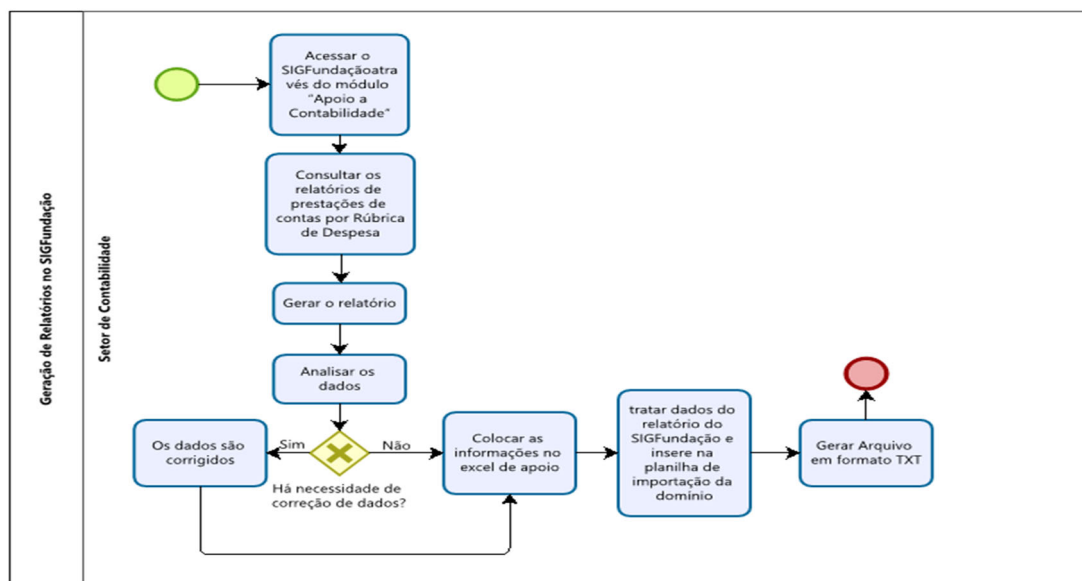 Geração de Relatórios no SIGFundação
Setor de Contabilidade
Acessar o
SIGFundaçãoatra
vés do módulo
"Apoio a
Contabilidade"
Consultar os
relatórios de
prestações de
contas por Rúbrica
de Despesa
Gerar o relatório
Analisar os
dados
Sim
Não
Há necessidade de
correção de dados?
Os dados são
corrigidos
Colocar as
informações no
excel de apoio
tratar dados do
relatório do
SIGFundação e
insere na
planilha de
importação da
domínio
Gerar Arquivo
em formato TXT